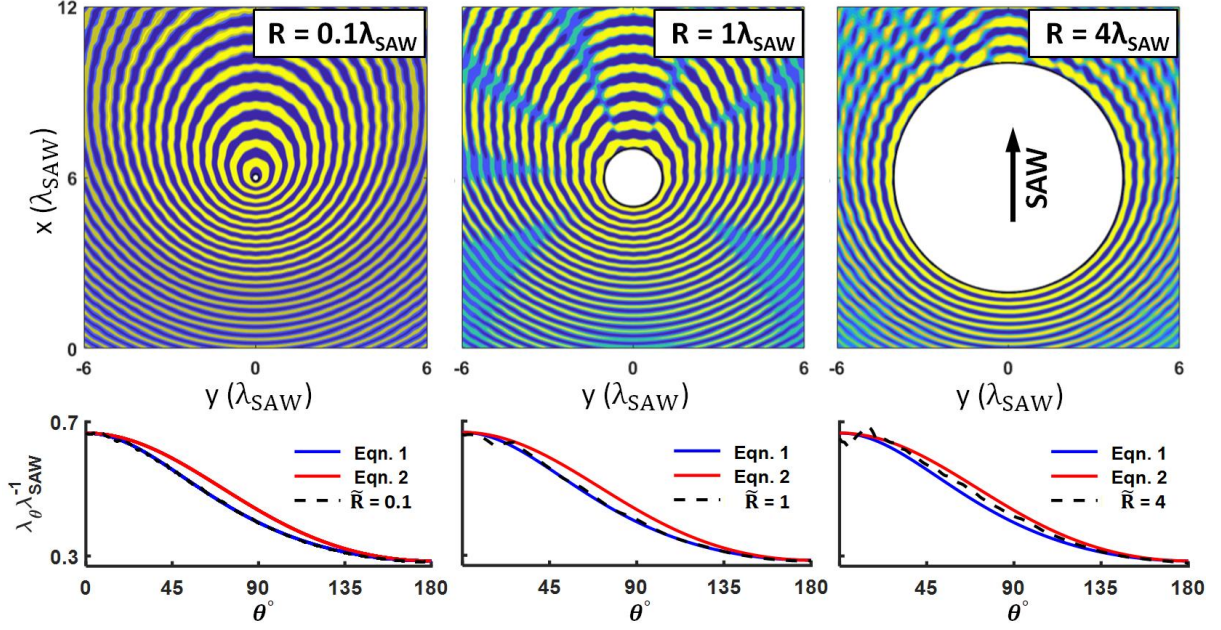 R = 0.1λSAW
R = 1λSAW
R = 4λSAW
12
6
0
x (λSAW)
SAW
-6 0 6
-6 0 6
-6 0 6
y (λSAW)
y (λSAW)
y (λSAW)
0.7
0.3
λθλ⁻¹SAW
Eqn. 1
Eqn. 2
R̃ = 0.1
Eqn. 1
Eqn. 2
R̃ = 1
Eqn. 1
Eqn. 2
R̃ = 4
0 45 90 135 180
45 90 135 180
45 90 135 180
θ°
θ°
θ°